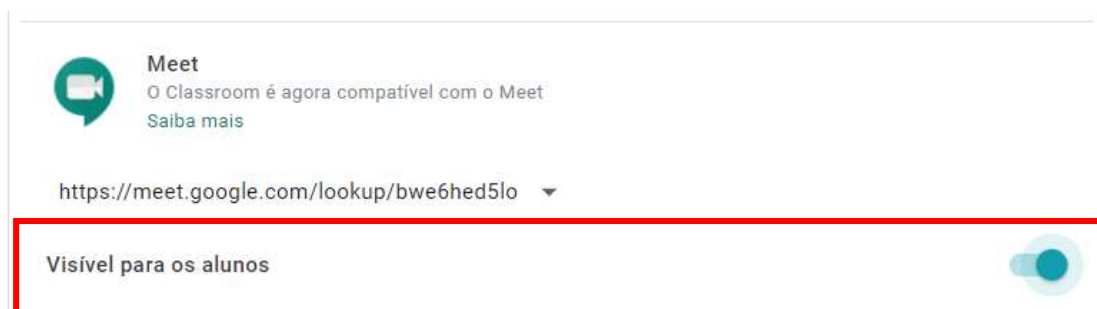 Meet
O Classroom é agora compatível com o Meet
Saiba mais
https://meet.google.com/lookup/bwe6hed5lo
Visível para os alunos